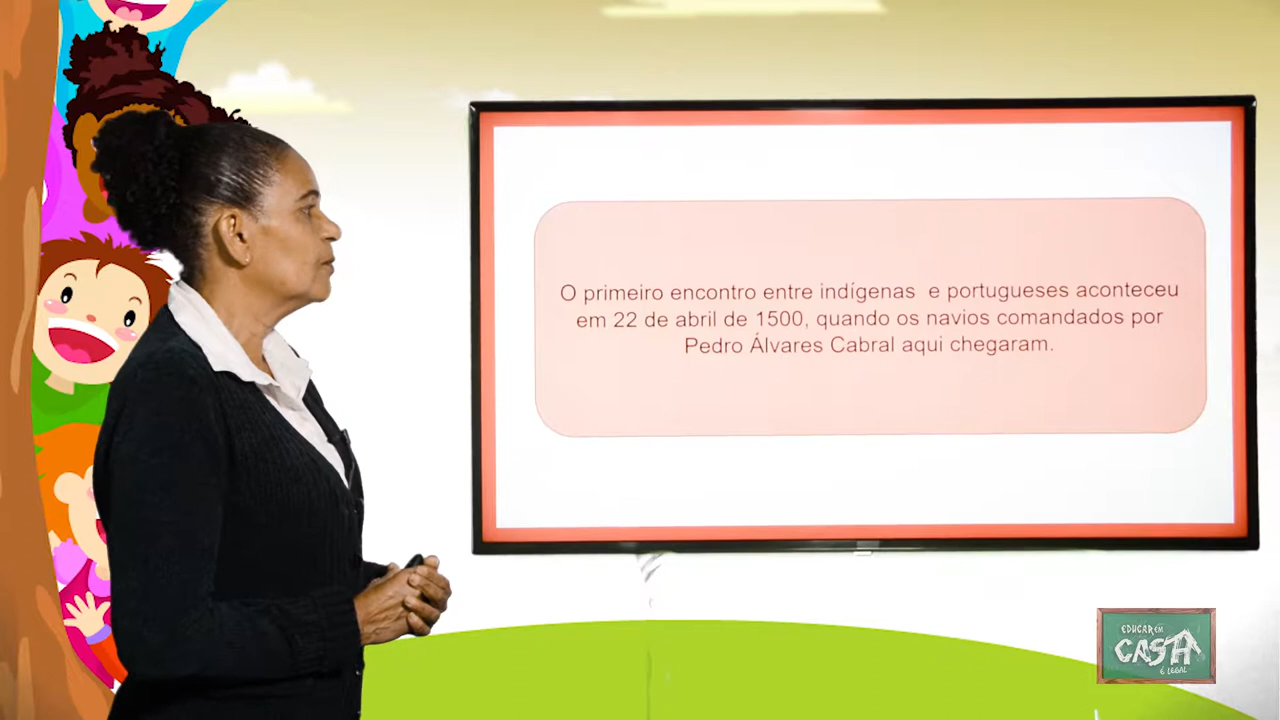 O primeiro encontro entre indígenas e portugueses aconteceu
em 22 de abril de 1500, quando os navios comandados por
Pedro Álvares Cabral aqui chegaram.
EDUCAR EM
CASA
É LEGAL